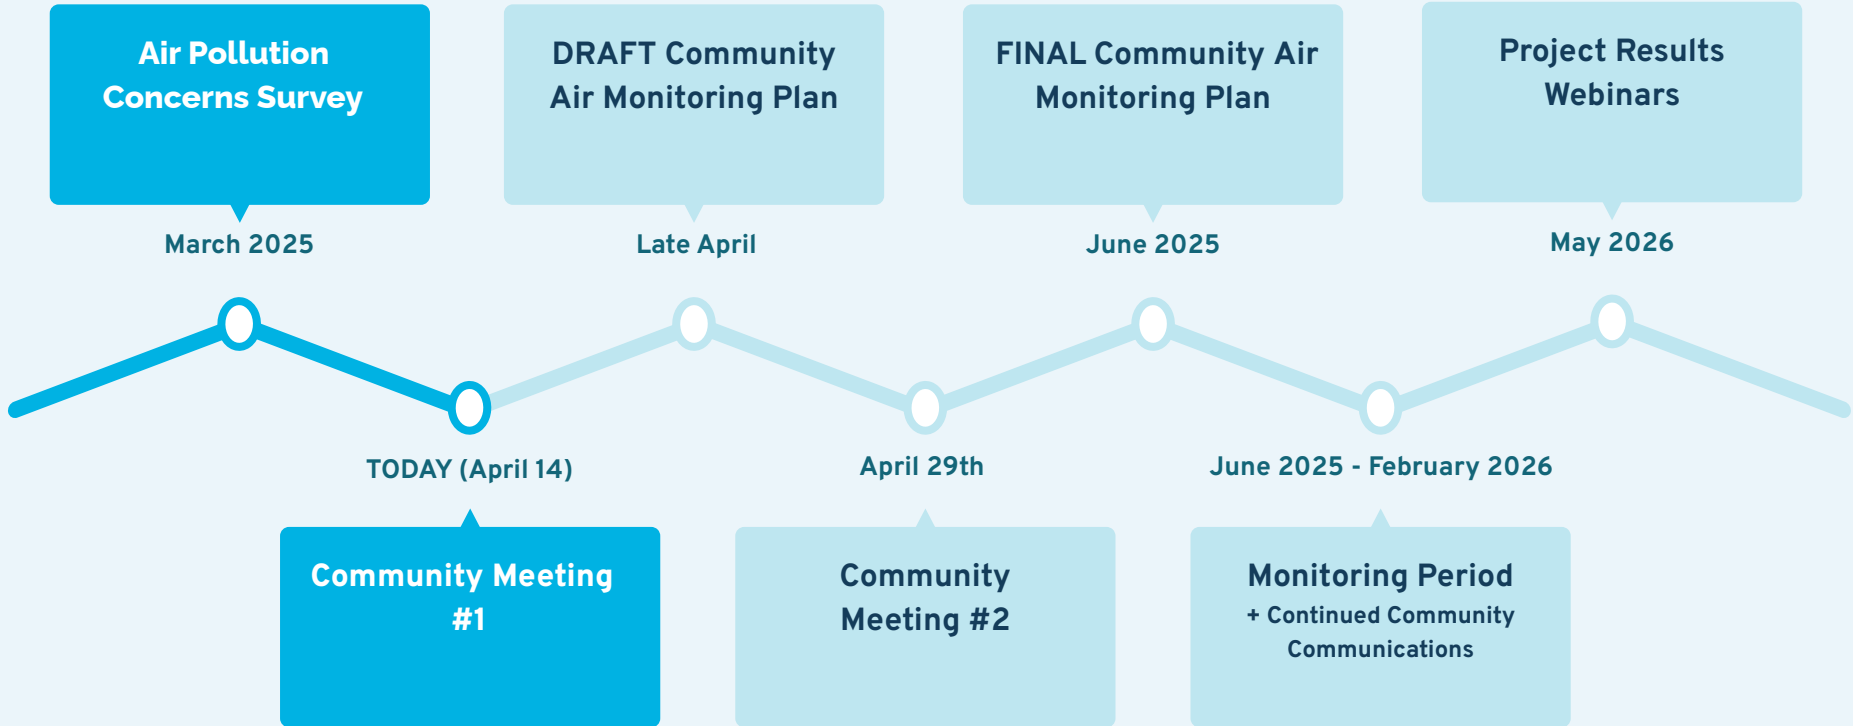 Air Pollution
Concerns Survey
March 2025
DRAFT Community
Air Monitoring Plan
Late April
FINAL Community Air
Monitoring Plan
June 2025
Project Results
Webinars
May 2026
TODAY (April 14)
Community Meeting
#1
April 29th
Community
Meeting #2
June 2025 - February 2026
Monitoring Period
+ Continued Community
Communications